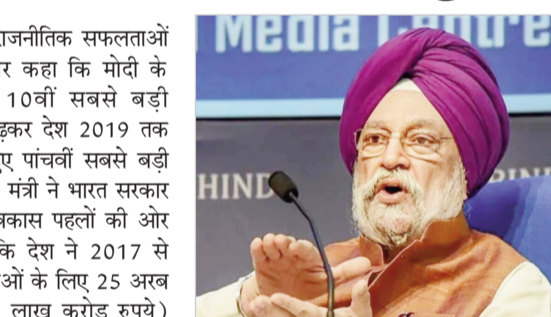 राजनीतिक सफलताओं
कहा कि मोदी के
10वीं सबसे बड़ी
देश 2019 तक
पांचवीं सबसे बड़ी
मंत्री ने भारत सरकार
पहलों की ओर
कि देश ने 2017 से
के लिए 25 अरब
लाख करोड़ रुपये)
Media Centre
HIND